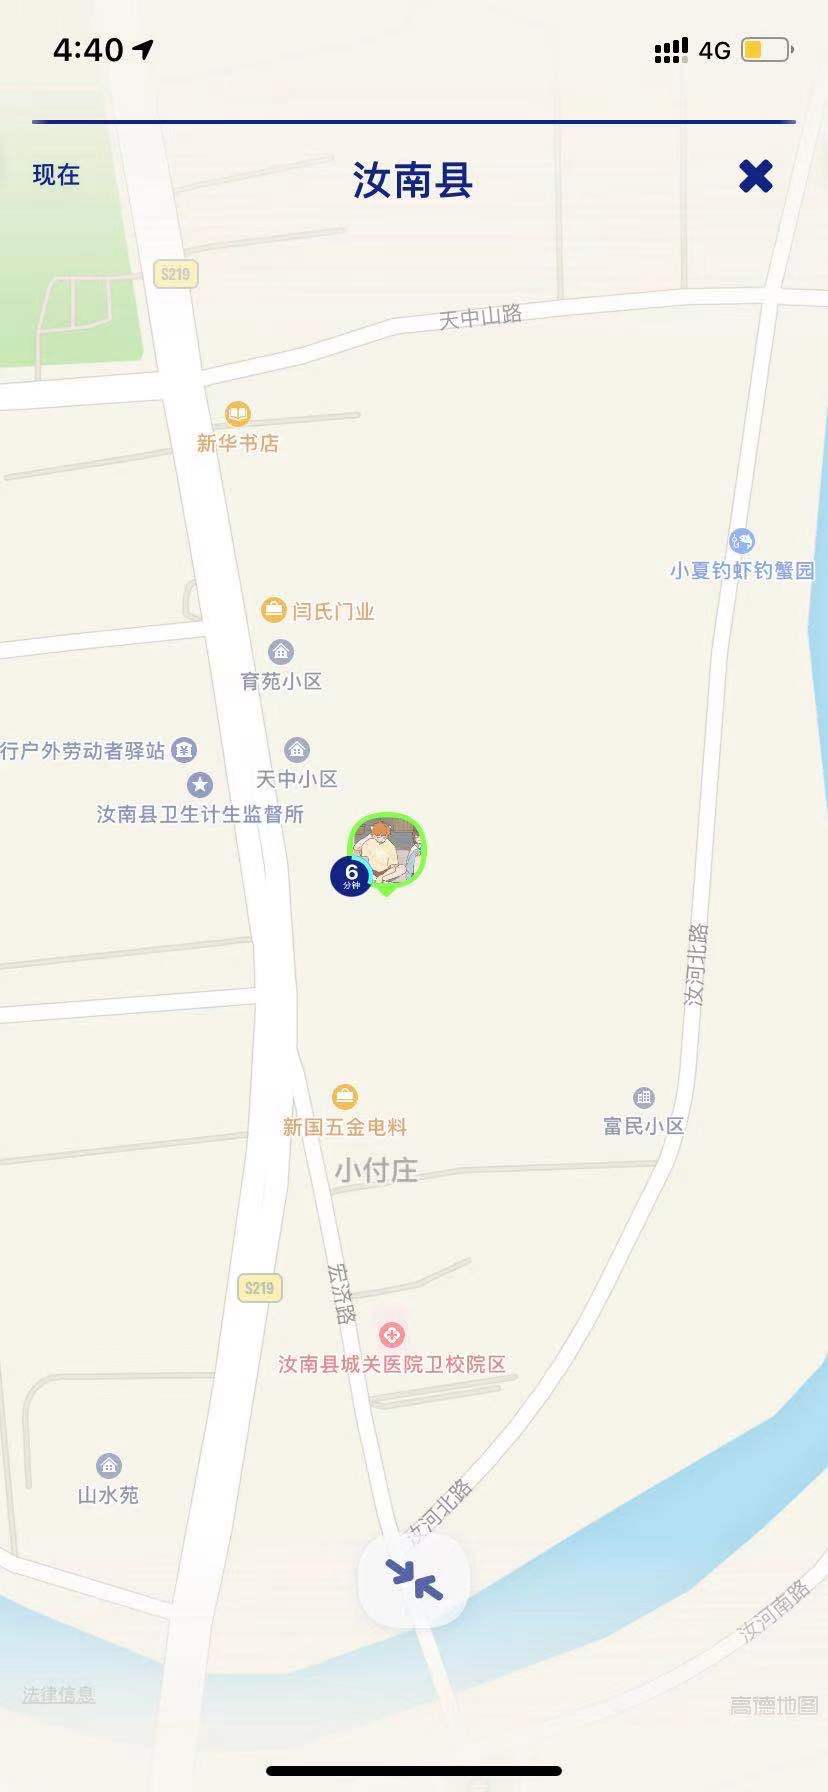 4:40
4G
现在
汝南县
S219
天中山路
新华书店
小夏钓虾钓蟹园
闫氏门业
育苑小区
行户外劳动者驿站
天中小区
汝南县卫生计生监督所
6
分钟
汝河北路
新国五金电料
富民小区
小付庄
宏济路
S219
汝南县城关医院卫校院区
山水苑
汝河北路
汝河南路
法律信息
高德地图